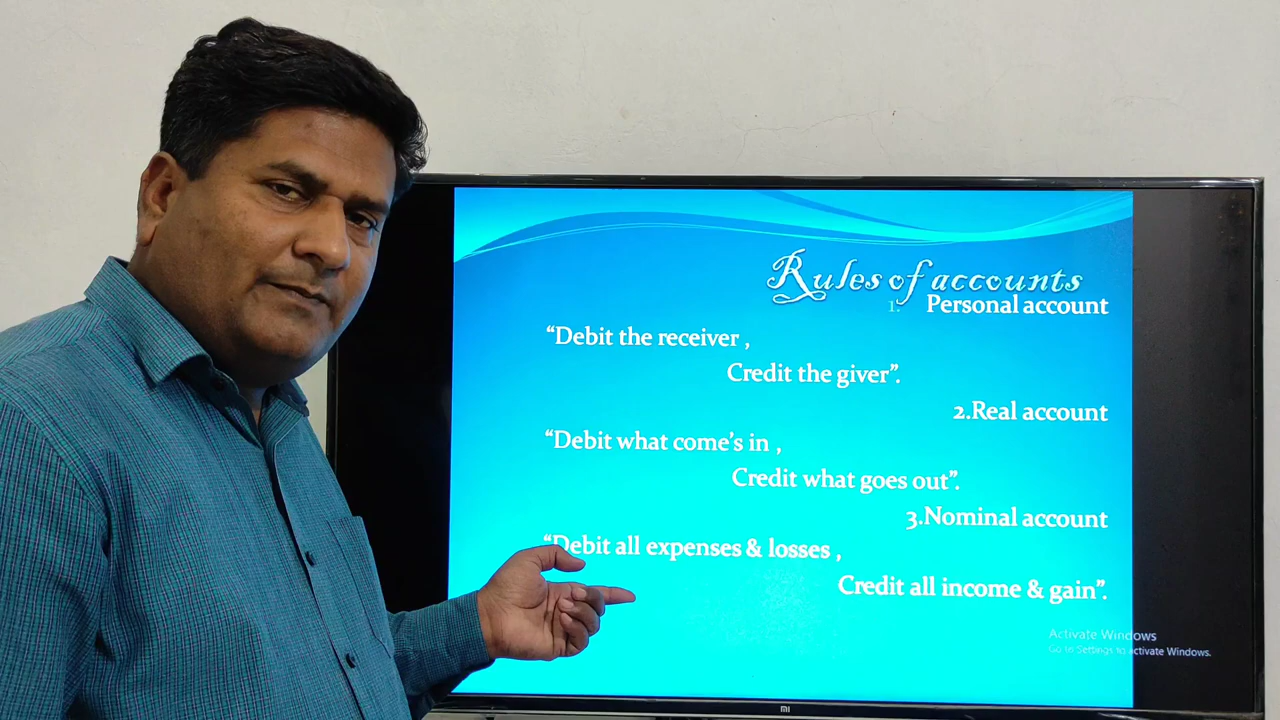 Rules of accounts
1. Personal account
“Debit the receiver ,
Credit the giver”.
2.Real account
“Debit what come’s in ,
Credit what goes out”.
3.Nominal account
“Debit all expenses & losses ,
Credit all income & gain”.
Activate Windows
Go to Settings to activate Windows.
mi